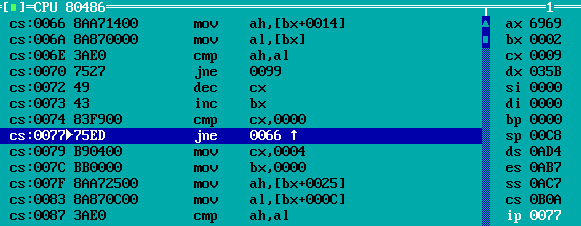 [■]=CPU 80486 1
cs:0066 8AA71400 mov ah,[bx+0014] ax 6969
cs:006A 8A870000 mov al,[bx] bx 0002
cs:006E 3AE0 cmp ah,al cx 0009
cs:0070 7527 jne 0099 dx 035B
cs:0072 49 dec cx si 0000
cs:0073 43 inc bx di 0000
cs:0074 83F900 cmp cx,0000 bp 0000
cs:0077►75ED jne 0066 ↑ sp 00C8
cs:0079 B90400 mov cx,0004 ds 0AD4
cs:007C BB0000 mov bx,0000 es 0AB7
cs:007F 8AA72500 mov ah,[bx+0025] ss 0AC7
cs:0083 8A870C00 mov al,[bx+000C] cs 0B0A
cs:0087 3AE0 cmp ah,al ip 0077